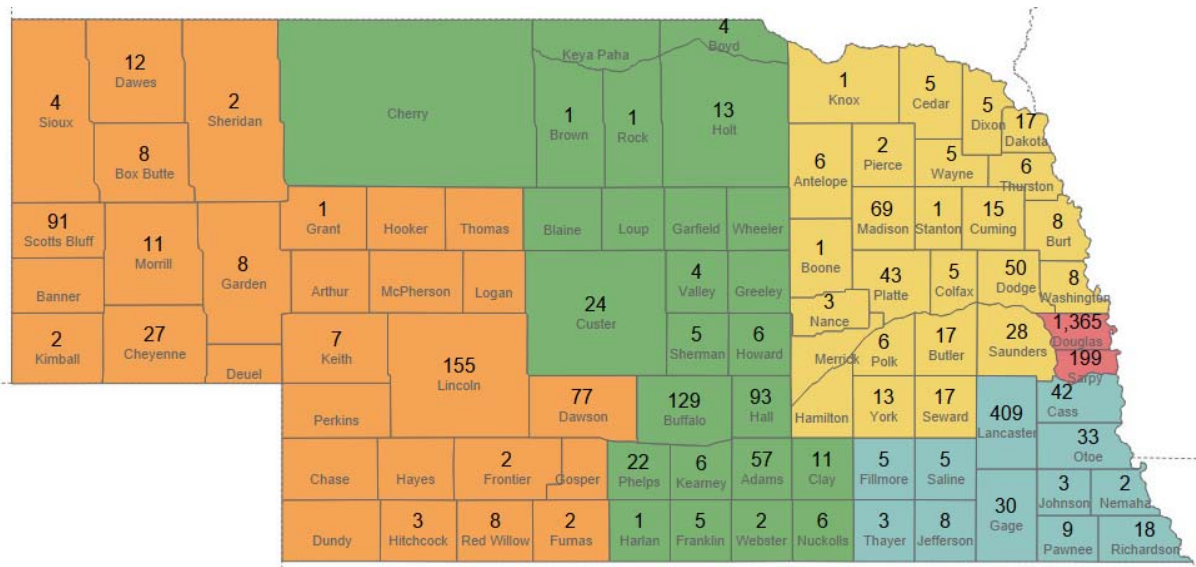 4
Sioux
12
Dawes
2
Sheridan
8
Box Butte
Cherry
Keya Paha
4
Boyd
1
Brown
1
Rock
13
Holt
1
Knox
5
Cedar
5
Dixon
17
Dakota
6
Antelope
2
Pierce
5
Wayne
6
Thurston
91
Scotts Bluff
11
Morrill
8
Garden
1
Grant
Hooker
Thomas
Blaine
Loup
Garfield
Wheeler
69
Madison
1
Stanton
15
Cuming
8
Burt
Banner
Arthur
McPherson
Logan
24
Custer
4
Valley
Greeley
1
Boone
43
Platte
5
Colfax
50
Dodge
8
Washington
2
Kimball
27
Cheyenne
Deuel
7
Keith
155
Lincoln
5
Sherman
6
Howard
3
Nance
Merrick
6
Polk
17
Butler
28
Saunders
1,365
Douglas
199
Sarpy
Perkins
77
Dawson
129
Buffalo
93
Hall
Hamilton
13
York
17
Seward
409
Lancaster
42
Cass
33
Otoe
Chase
Hayes
2
Frontier
Gosper
22
Phelps
6
Kearney
57
Adams
11
Clay
5
Fillmore
5
Saline
30
Gage
3
Johnson
2
Nemaha
Dundy
3
Hitchcock
8
Red Willow
2
Furnas
1
Harlan
5
Franklin
2
Webster
6
Nuckolls
3
Thayer
8
Jefferson
9
Pawnee
18
Richardson